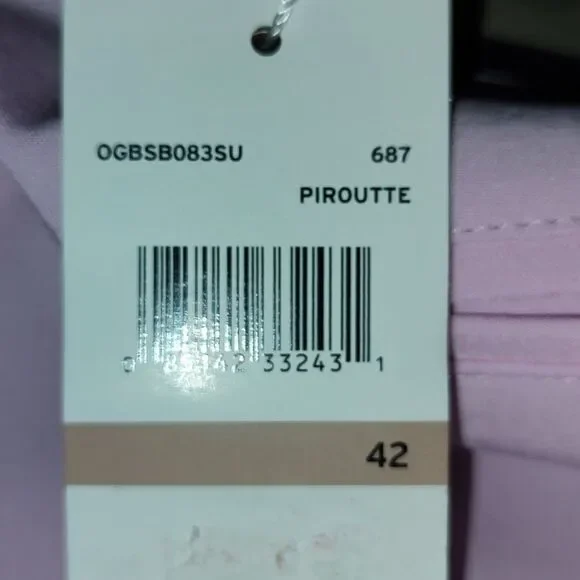 OGBSB083SU 687
PIROUTTE
33243 1
42